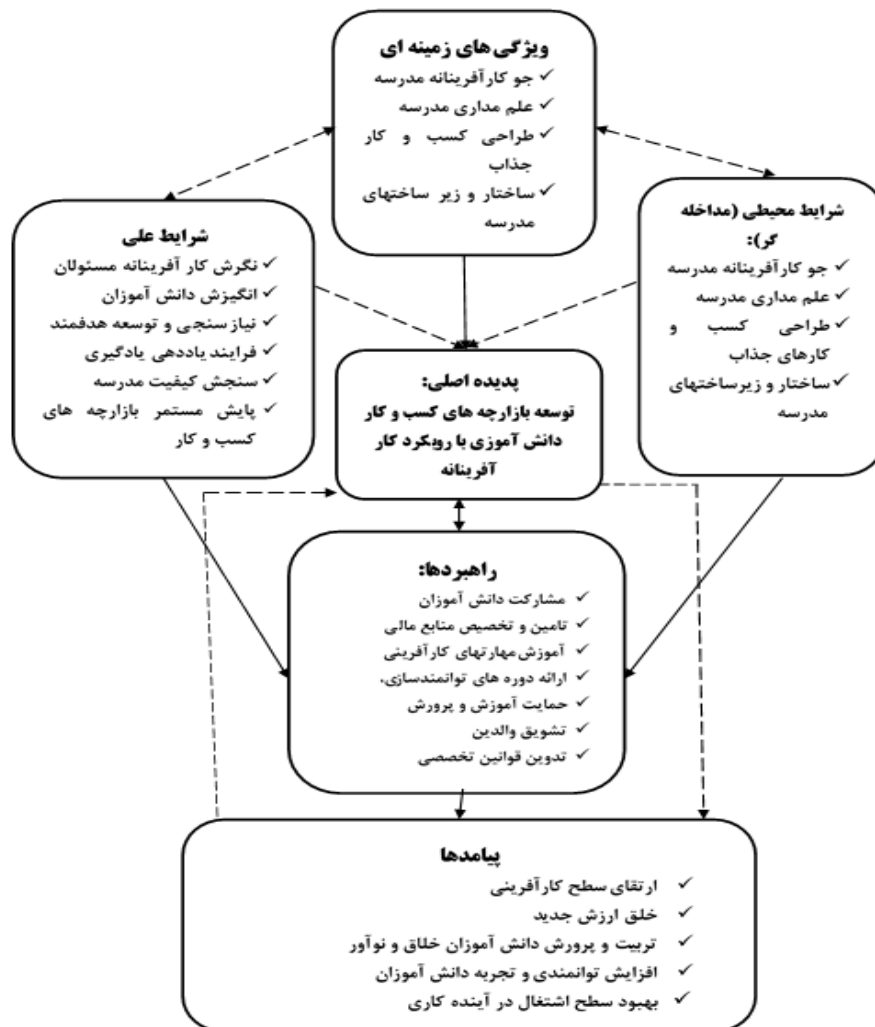 ویژگی های زمینه ای
✓ جو کارآفرینانه مدرسه
✓ علم مداری مدرسه
✓ طراحی کسب و کار
جذاب
✓ ساختار و زیر ساختهای
مدرسه
شرایط محیطی (مداخله
گر):
✓ جو کارآفرینانه مدرسه
✓ علم مداری مدرسه
✓ طراحی کسب و
کارهای جذاب
✓ ساختار و زیرساختهای
مدرسه
شرایط علی
✓ نگرش کار آفرینانه مسئولان
✓ انگیزش دانش آموزان
✓ نیاز سنجی و توسعه هدفمند
✓ فرایند یاددهی یادگیری
✓ سنجش کیفیت مدرسه
✓ پایش مستمر بازارچه های
کسب و کار
پدیده اصلی:
توسعه بازارچه های کسب و کار
دانش آموزی با رویکرد کار
آفرینانه
راهبردها:
✓ مشارکت دانش آموزان
✓ تامین و تخصیص منابع مالی
✓ آموزش مهارتهای کارآفرینی
✓ ارائه دوره های توانمندسازی.
✓ حمایت آموزش و پرورش
✓ تشویق والدین
✓ تدوین قوانین تخصصی
پیامدها
✓ ارتقای سطح کارآفرینی
✓ خلق ارزش جدید
✓ تربیت و پرورش دانش آموزان خلاق و نوآور
✓ افزایش توانمندی و تجربه دانش آموزان
✓ بهبود سطح اشتغال در آینده کاری